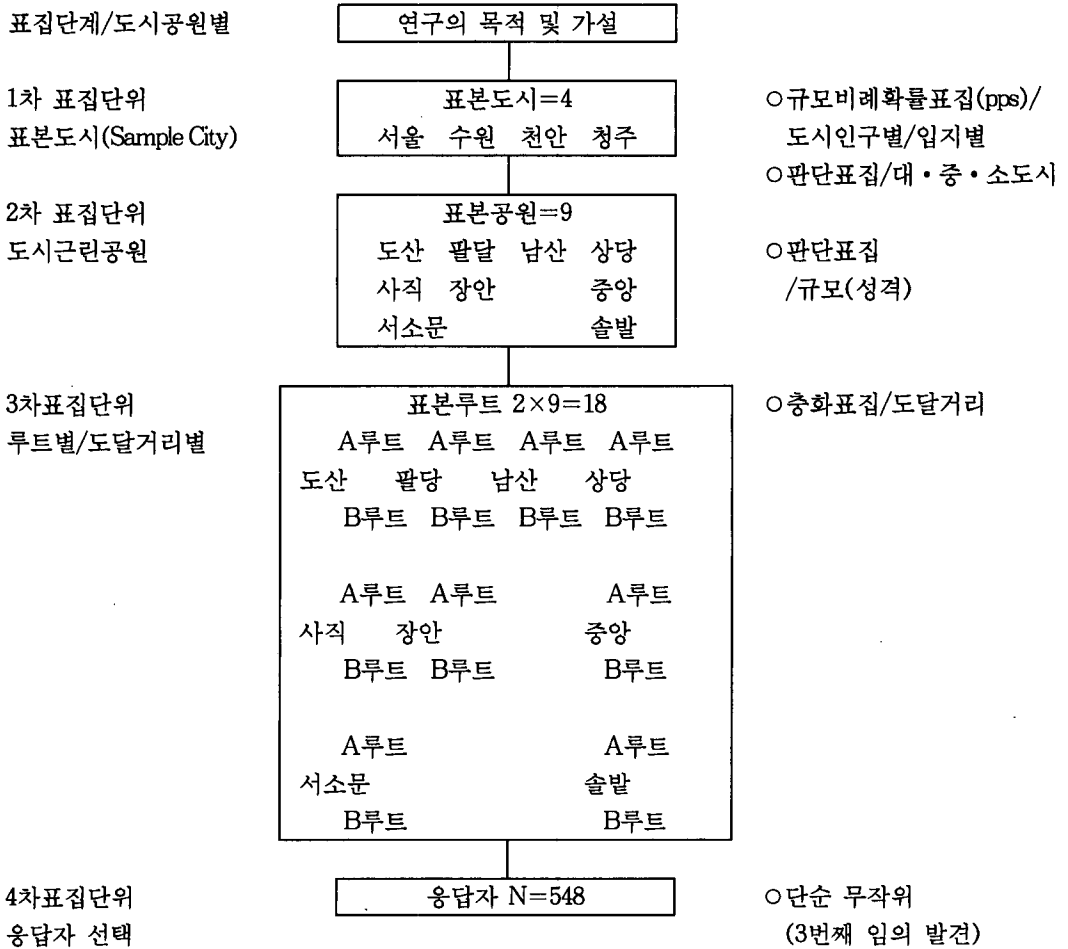 표집단계/도시공원별
연구의 목적 및 가설
1차 표집단위
표본도시(Sample City)
표본도시=4
서울 수원 천안 청주
○규모비례확률표집(pps)/
도시인구별/입지별
○판단표집/대·중·소도시
2차 표집단위
도시근린공원
표본공원=9
도산 팔달 남산 상당
사직 장안 중앙
서소문 솔발
○판단표집
/규모(성격)
3차표집단위
루트별/도달거리별
표본루트 2×9=18
A루트 A루트 A루트 A루트
도산 팔당 남산 상당
B루트 B루트 B루트 B루트
A루트 A루트 A루트
사직 장안 중앙
B루트 B루트 B루트
A루트 A루트
서소문 솔밭
B루트 B루트
○층화표집/도달거리
4차표집단위
응답자 선택
응답자 N=548
○단순 무작위
(3번째 임의 발견)